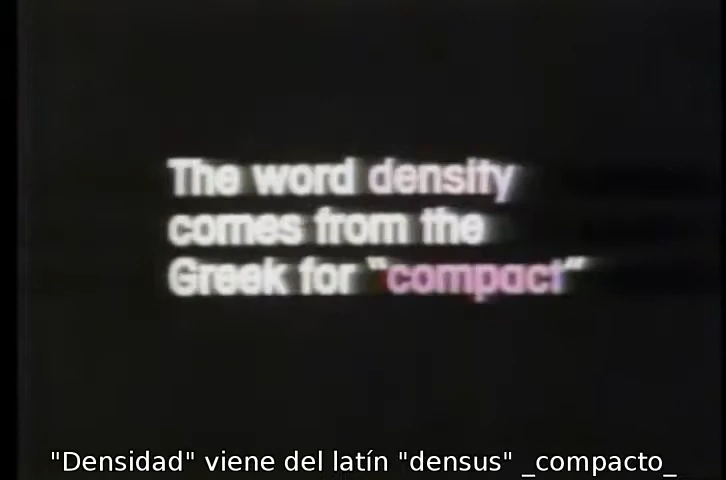 The word density
comes from the
Greek for "compact"
"Densidad" viene del latín "densus" _compacto_